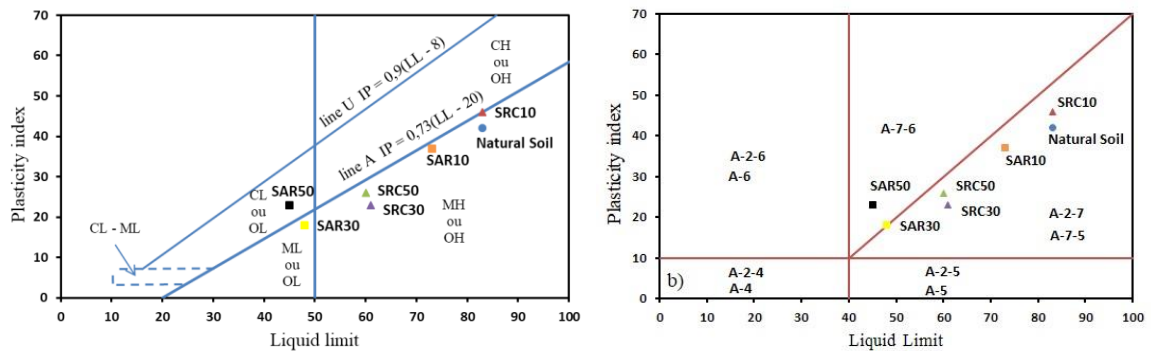 70
60
50
40
30
20
10
0
Plasticity index
0 10 20 30 40 50 60 70 80 90 100
Liquid limit
line U IP = 0,9(LL - 8)
line A IP = 0,73(LL - 20)
CH
ou
OH
SRC10
Natural Soil
SAR10
SAR50
CL
ou
OL
SRC50
SRC30
SAR30
MH
ou
OH
ML
ou
OL
CL - ML
70
60
50
40
30
20
10
0
Plasticity index
0 10 20 30 40 50 60 70 80 90 100
Liquid Limit
SRC10
Natural Soil
A-7-6
SAR10
A-2-6
A-6
SAR50
SRC50
SRC30
SAR30
A-2-7
A-7-5
b)
A-2-4
A-4
A-2-5
A-5